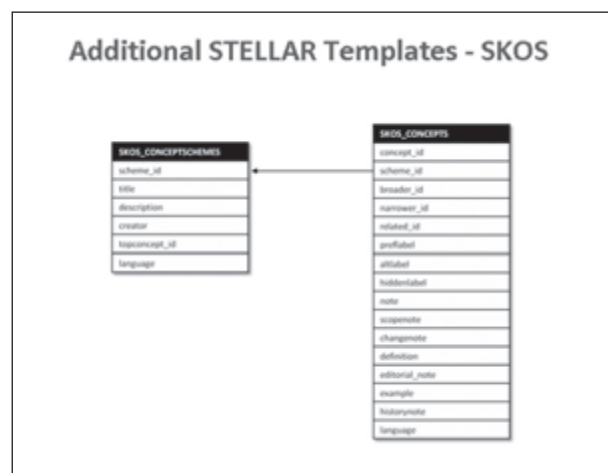 Additional STELLAR Templates - SKOS
SKOS_CONCEPTSCHEMES
scheme_id
title
description
creator
topconcept_id
language
SKOS_CONCEPTS
concept_id
scheme_id
broader_id
narrower_id
related_id
preflabel
altlabel
hiddenlabel
note
scopenote
changenote
definition
editorial_note
example
historynote
language